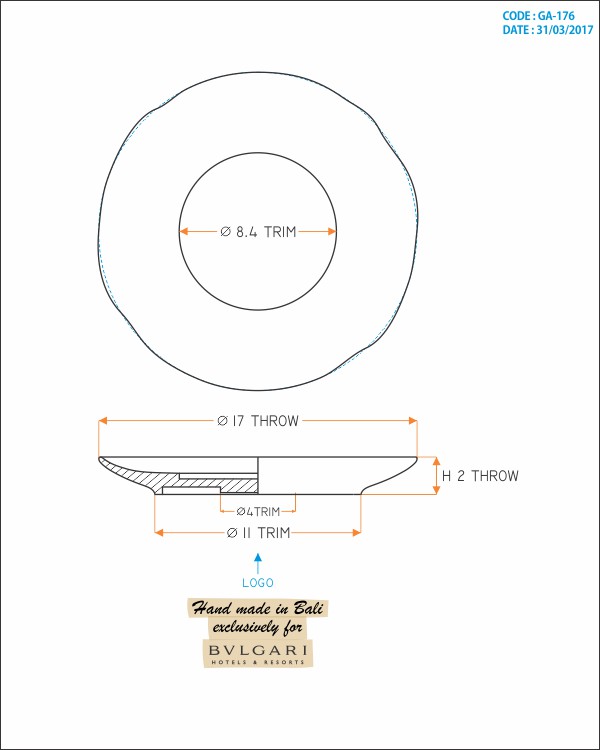 CODE : GA-176
DATE : 31/03/2017
Ø 8.4 TRIM
Ø 17 THROW
H 2 THROW
Ø4TRIM
Ø 11 TRIM
LOGO
Hand made in Bali
exclusively for
BVLGARI
HOTELS & RESORTS